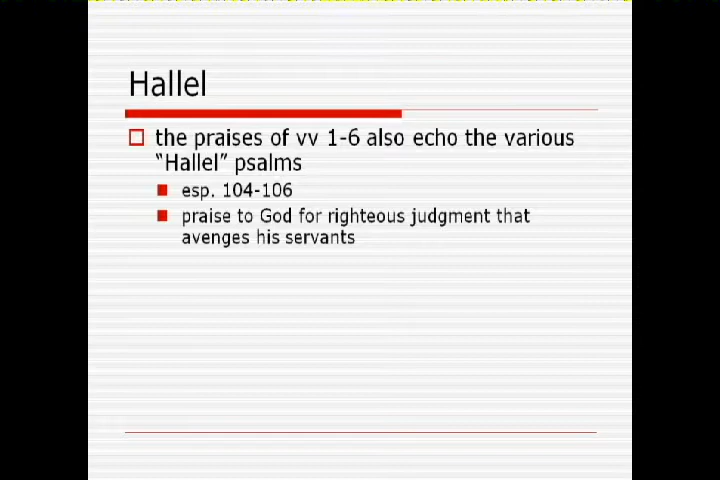 Hallel
the praises of vv 1-6 also echo the various
“Hallel” psalms
esp. 104-106
praise to God for righteous judgment that
avenges his servants